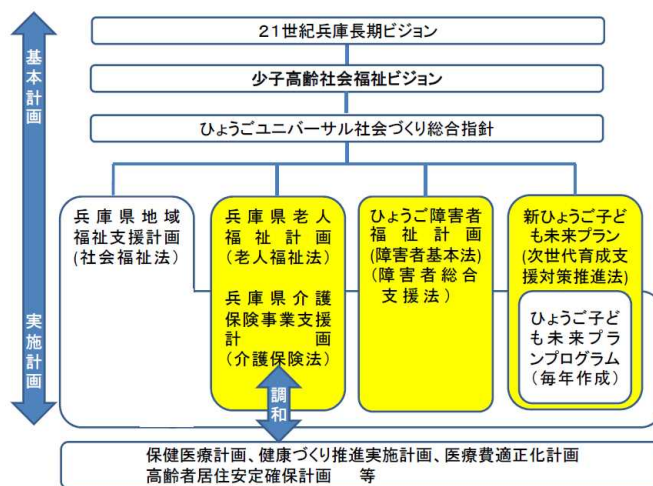 21世紀兵庫長期ビジョン
少子高齢社会福祉ビジョン
ひょうごユニバーサル社会づくり総合指針
基本計画
実施計画
兵庫県地域
福祉支援計画
(社会福祉法)
兵庫県老人
福祉計画
(老人福祉法)
兵庫県介護
保険事業支援
計画
(介護保険法)
ひょうご障害者
福祉計画
(障害者基本法)
(障害者総合
支援法)
新ひょうご子ど
も未来プラン
(次世代育成支
援対策推進法)
ひょうご子ど
も未来プラ
ンプログラム
(毎年作成)
調和
保健医療計画、健康づくり推進実施計画、医療費適正化計画
高齢者居住安定確保計画 等